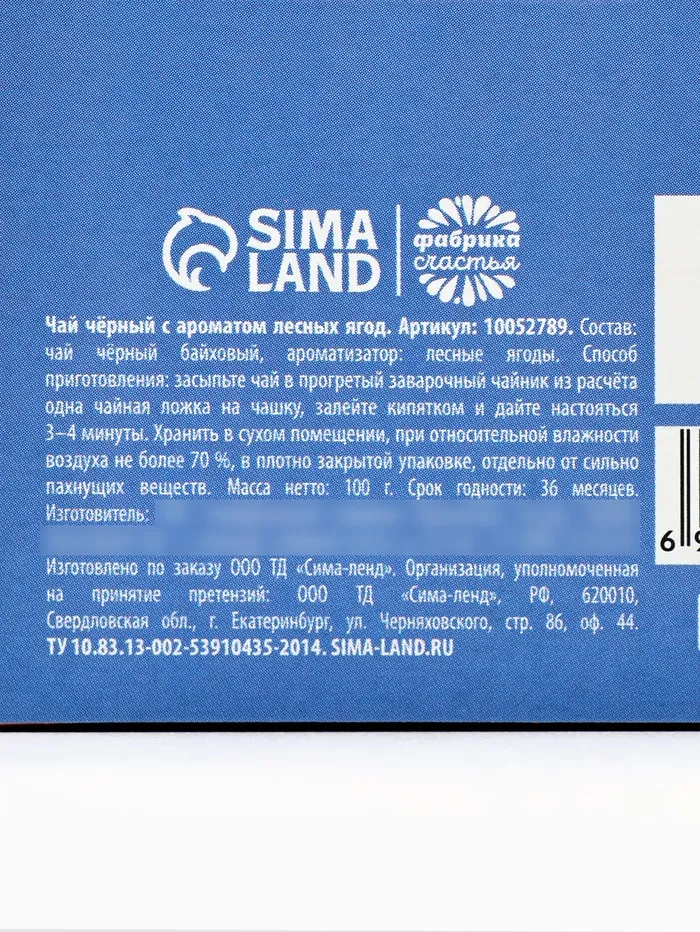 SIMA
LAND
фабрика
счастья
Чай чёрный с ароматом лесных ягод. Артикул: 10052789. Состав:
чай чёрный байховый, ароматизатор: лесные ягоды. Способ
приготовления: засыпьте чай в прогретый заварочный чайник из расчёта
одна чайная ложка на чашку, залейте кипятком и дайте настояться
3–4 минуты. Хранить в сухом помещении, при относительной влажности
воздуха не более 70 %, в плотно закрытой упаковке, отдельно от сильно
пахнущих веществ. Масса нетто: 100 г. Срок годности: 36 месяцев.
Изготовитель:
Изготовлено по заказу ООО ТД «Сима-ленд». Организация, уполномоченная
на принятие претензий: ООО ТД «Сима-ленд», РФ, 620010,
Свердловская обл., г. Екатеринбург, ул. Черняховского, стр. 86, оф. 44.
ТУ 10.83.13-002-53910435-2014. SIMA-LAND.RU
6